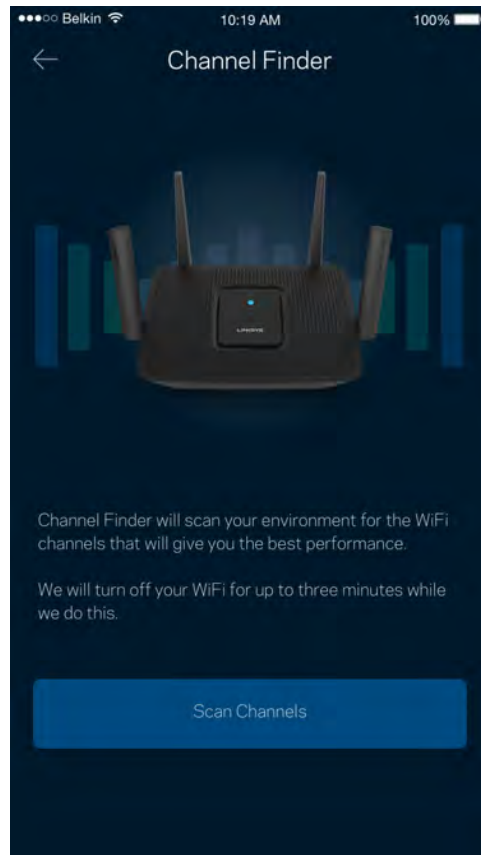 Belkin 10:19 AM 100%
Channel Finder
LINKSYS
Channel Finder will scan your environment for the WiFi
channels that will give you the best performance.
We will turn off your WiFi for up to three minutes while
we do this.
Scan Channels